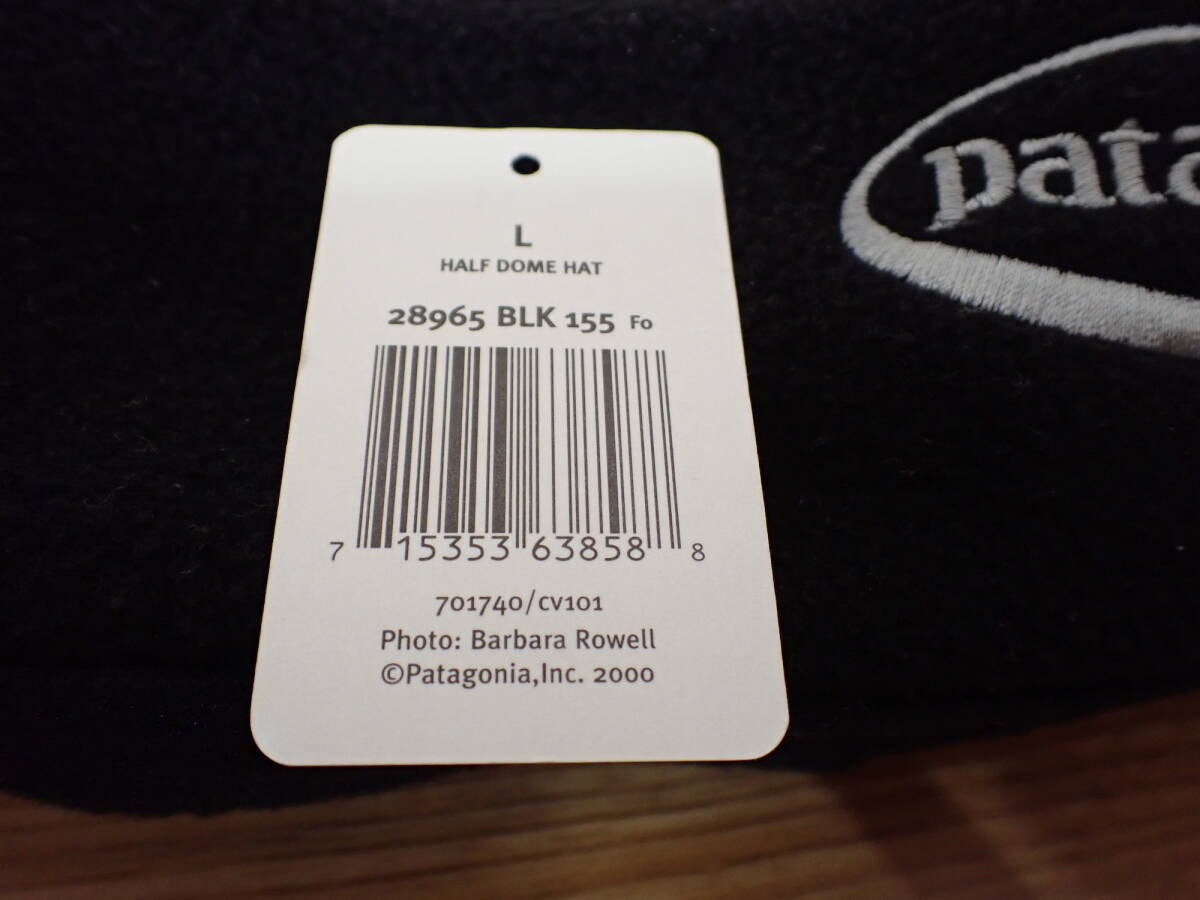 L
HALF DOME HAT
28965 BLK 155 Fo
7 15353 63858 8
701740/CV101
Photo: Barbara Rowell
©Patagonia,Inc. 2000
pata